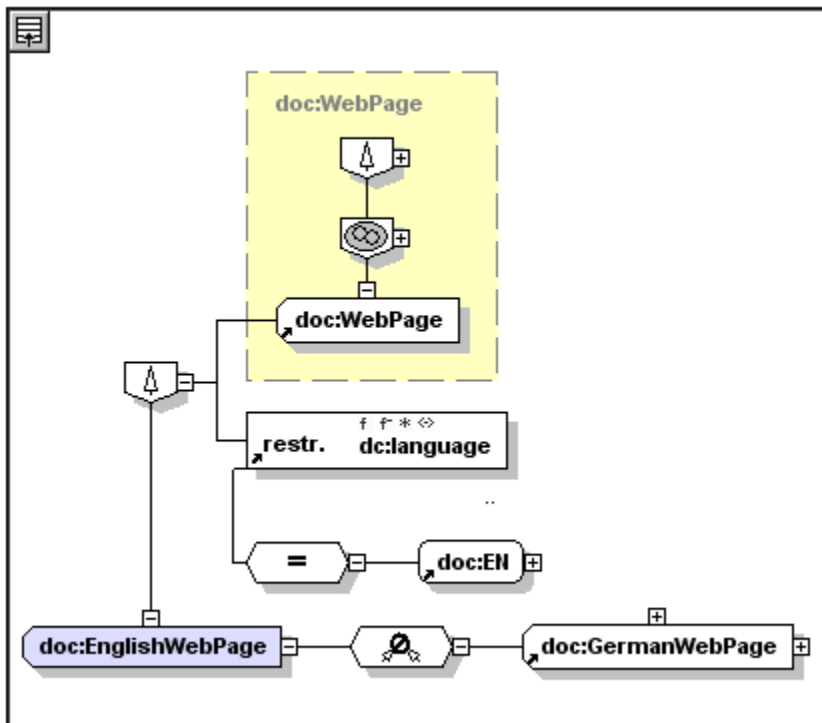 doc:WebPage
doc:WebPage
f f- * <->
restr. dc:language
..
=
doc:EN
doc:EnglishWebPage
doc:GermanWebPage